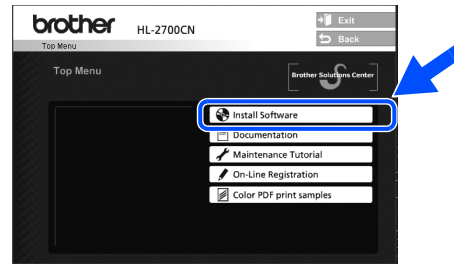 brother
HL-2700CN
Exit
Back
Top Menu
Top Menu
Brother Solutions Center
Install Software
Documentation
Maintenance Tutorial
On-Line Registration
Color PDF print samples